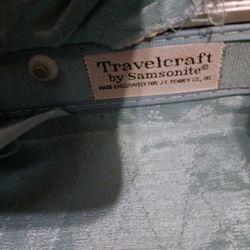 Travelcraft
by Samsonite®
MADE EXCLUSIVELY FOR J.C. PENNEY CO., INC